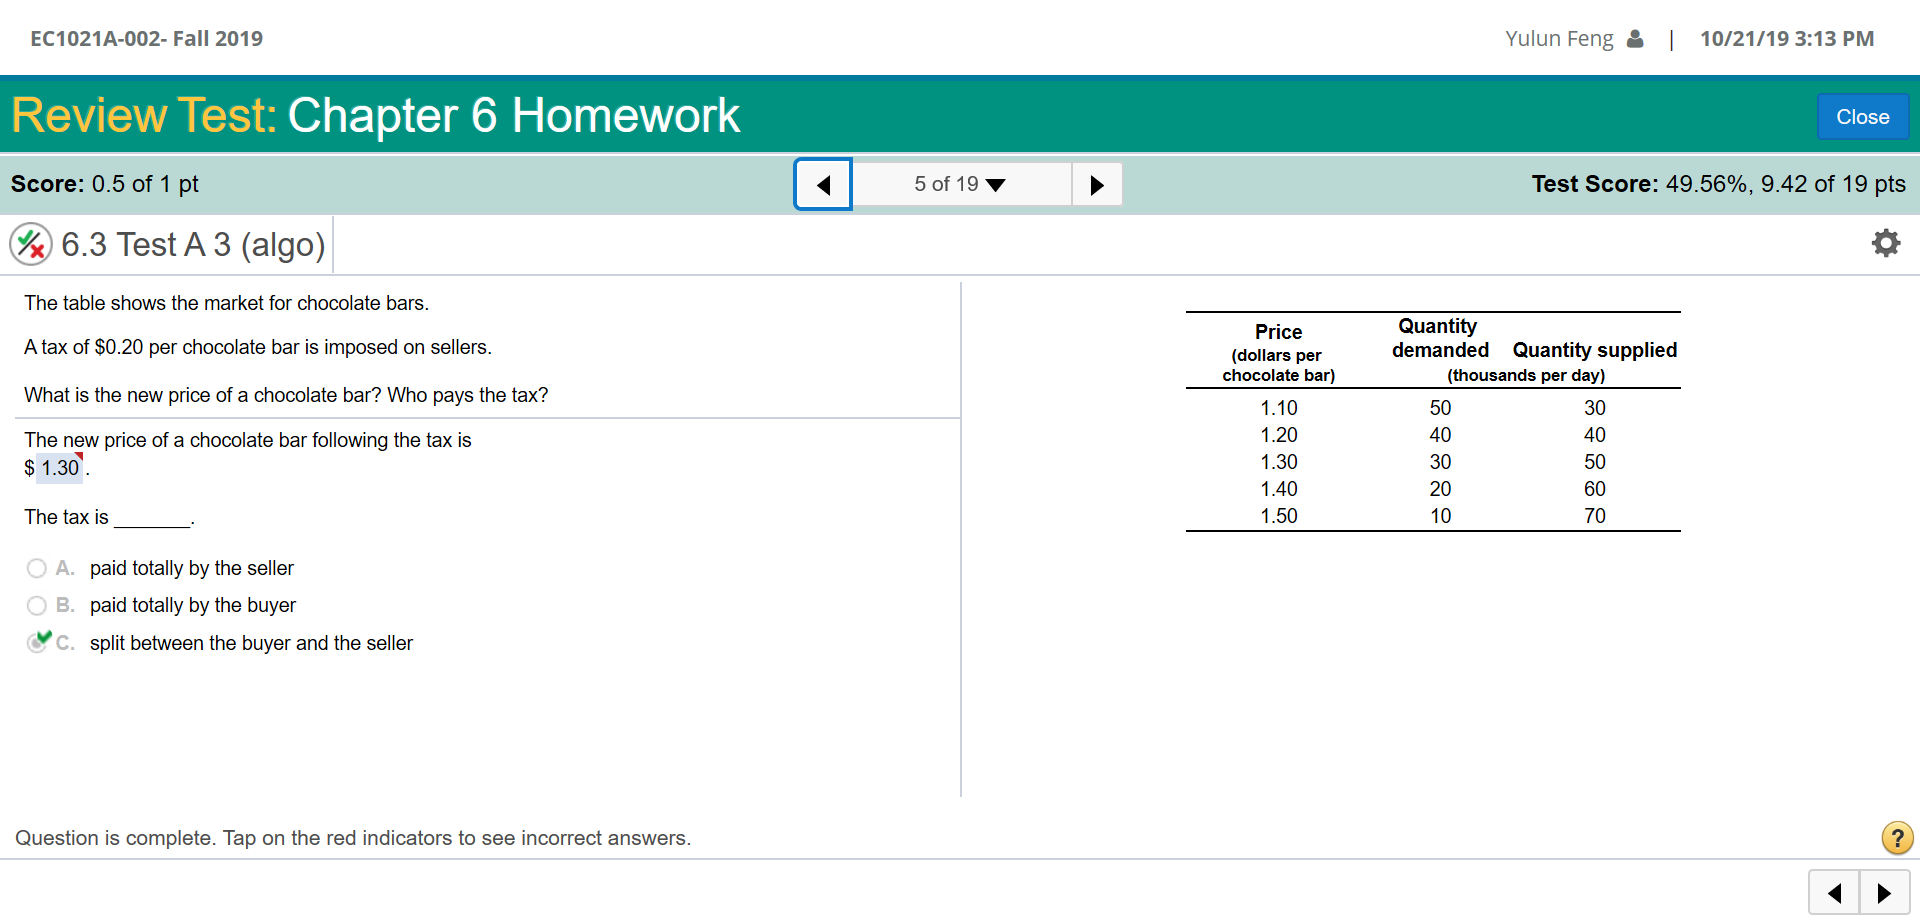 EC1021A-002- Fall 2019
Yulun Feng | 10/21/19 3:13 PM
Review Test: Chapter 6 Homework
Close
Score: 0.5 of 1 pt
5 of 19
Test Score: 49.56%, 9.42 of 19 pts
6.3 Test A 3 (algo)
The table shows the market for chocolate bars.
A tax of $0.20 per chocolate bar is imposed on sellers.
What is the new price of a chocolate bar? Who pays the tax?
The new price of a chocolate bar following the tax is
$ 1.30 .
The tax is _______.
A. paid totally by the seller
B. paid totally by the buyer
C. split between the buyer and the seller
Price
(dollars per
chocolate bar)
Quantity
demanded
Quantity supplied
(thousands per day)
1.10 50 30
1.20 40 40
1.30 30 50
1.40 20 60
1.50 10 70
Question is complete. Tap on the red indicators to see incorrect answers.
?